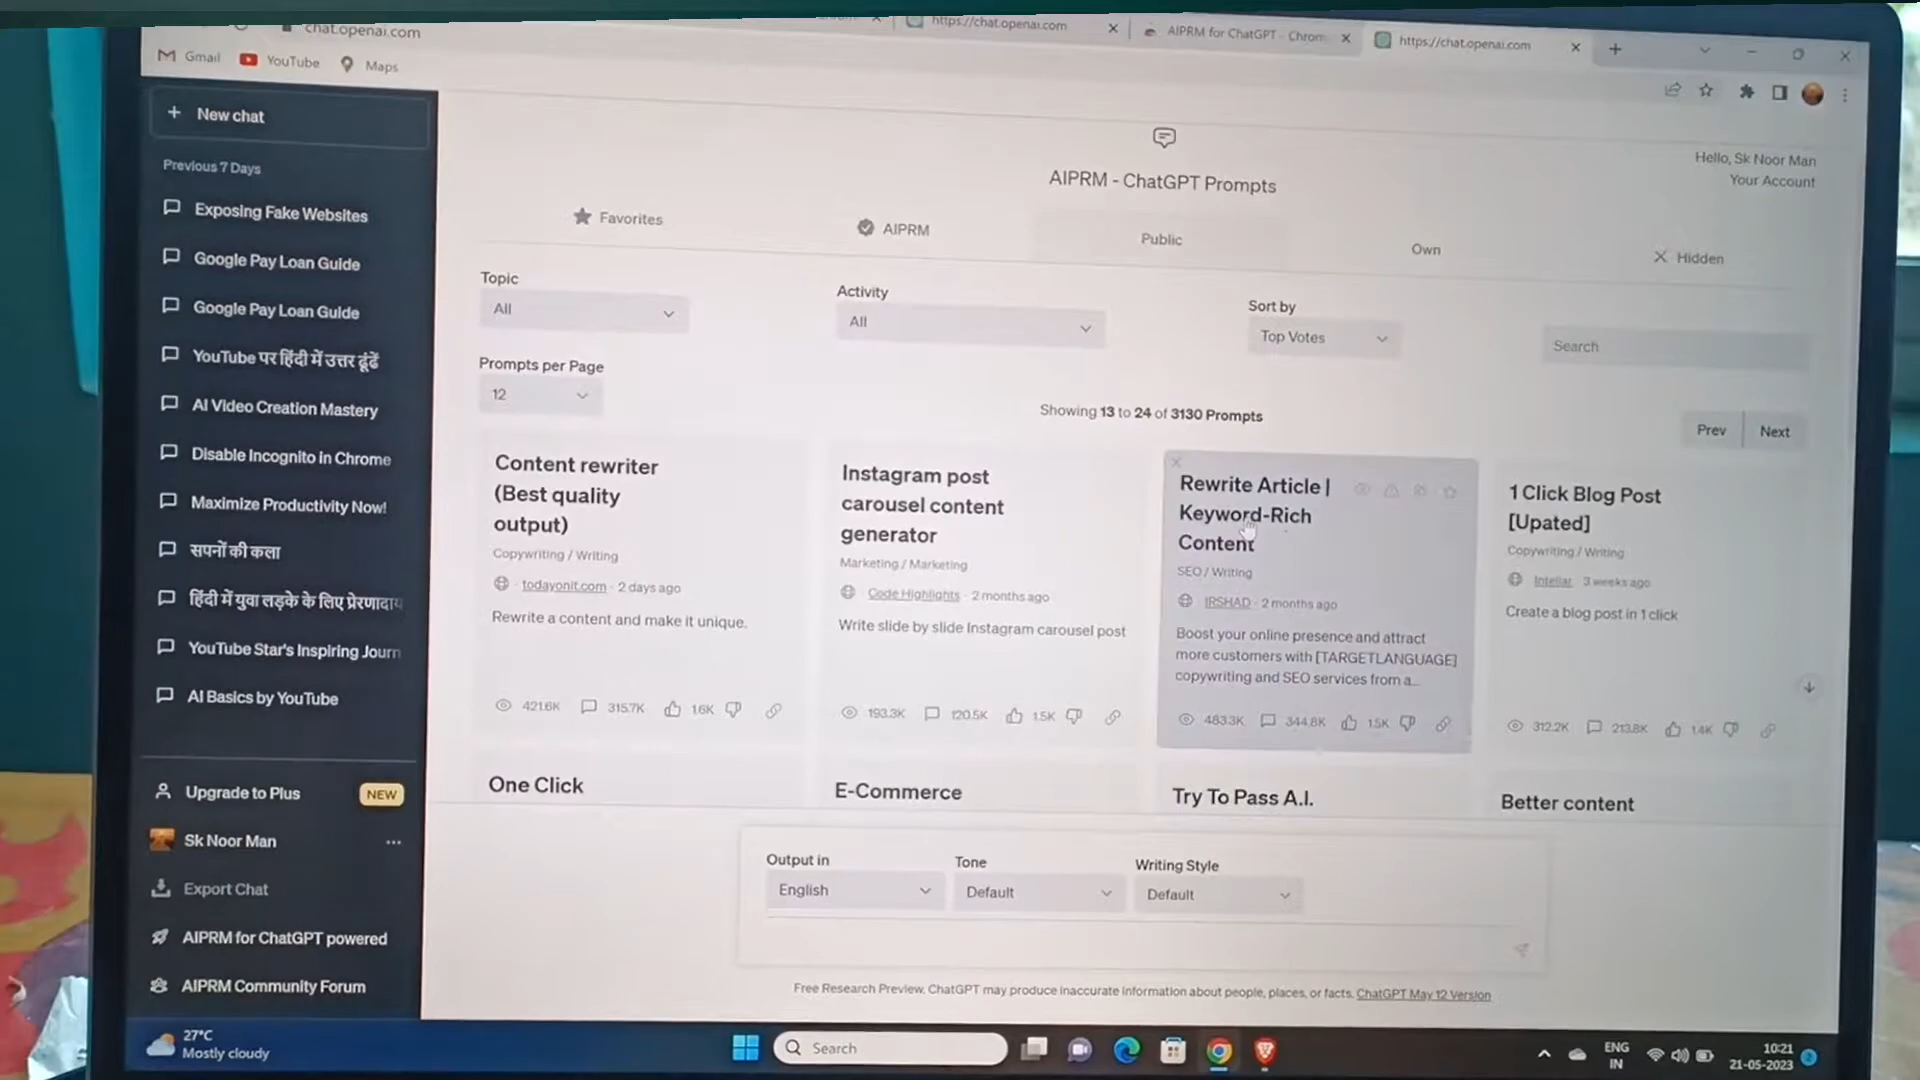 https://chat.openai.com
AIPRM for ChatGPT - Chrom
https://chat.openai.com
chat.openai.com
Gmail
YouTube
Maps
New chat
Previous 7 Days
Exposing Fake Websites
Google Pay Loan Guide
Google Pay Loan Guide
YouTube पर हिंदी में उत्तर ढूंढें
AI Video Creation Mastery
Disable Incognito in Chrome
Maximize Productivity Now!
सपनों की कला
हिंदी में युवा लड़के के लिए प्रेरणादाय
YouTube Star's Inspiring Journ
AI Basics by YouTube
Upgrade to Plus
NEW
Sk Noor Man
Export Chat
AIPRM for ChatGPT powered
AIPRM Community Forum
Hello, Sk Noor Man
Your Account
AIPRM - ChatGPT Prompts
Favorites
AIPRM
Public
Own
Hidden
Topic
All
Activity
All
Sort by
Top Votes
Search
Prompts per Page
12
Showing 13 to 24 of 3130 Prompts
Prev
Next
Content rewriter
(Best quality
output)
Copywriting / Writing
todayonit.com · 2 days ago
Rewrite a content and make it unique.
421.6K
315.7K
1.6K
Instagram post
carousel content
generator
Marketing / Marketing
Code Highlights · 2 months ago
Write slide by slide Instagram carousel post
193.3K
120.5K
1.5K
Rewrite Article |
Keyword-Rich
Content
SEO / Writing
IRSHAD · 2 months ago
Boost your online presence and attract
more customers with [TARGETLANGUAGE]
copywriting and SEO services from a...
483.3K
344.8K
1.5K
1 Click Blog Post
[Upated]
Copywriting / Writing
Intellar · 3 weeks ago
Create a blog post in 1 click
312.2K
213.8K
1.4K
One Click
E-Commerce
Try To Pass A.I.
Better content
Output in
English
Tone
Default
Writing Style
Default
Free Research Preview. ChatGPT may produce inaccurate information about people, places, or facts. ChatGPT May 12 Version
27°C
Mostly cloudy
Search
ENG
IN
10:21
21-05-2023
2